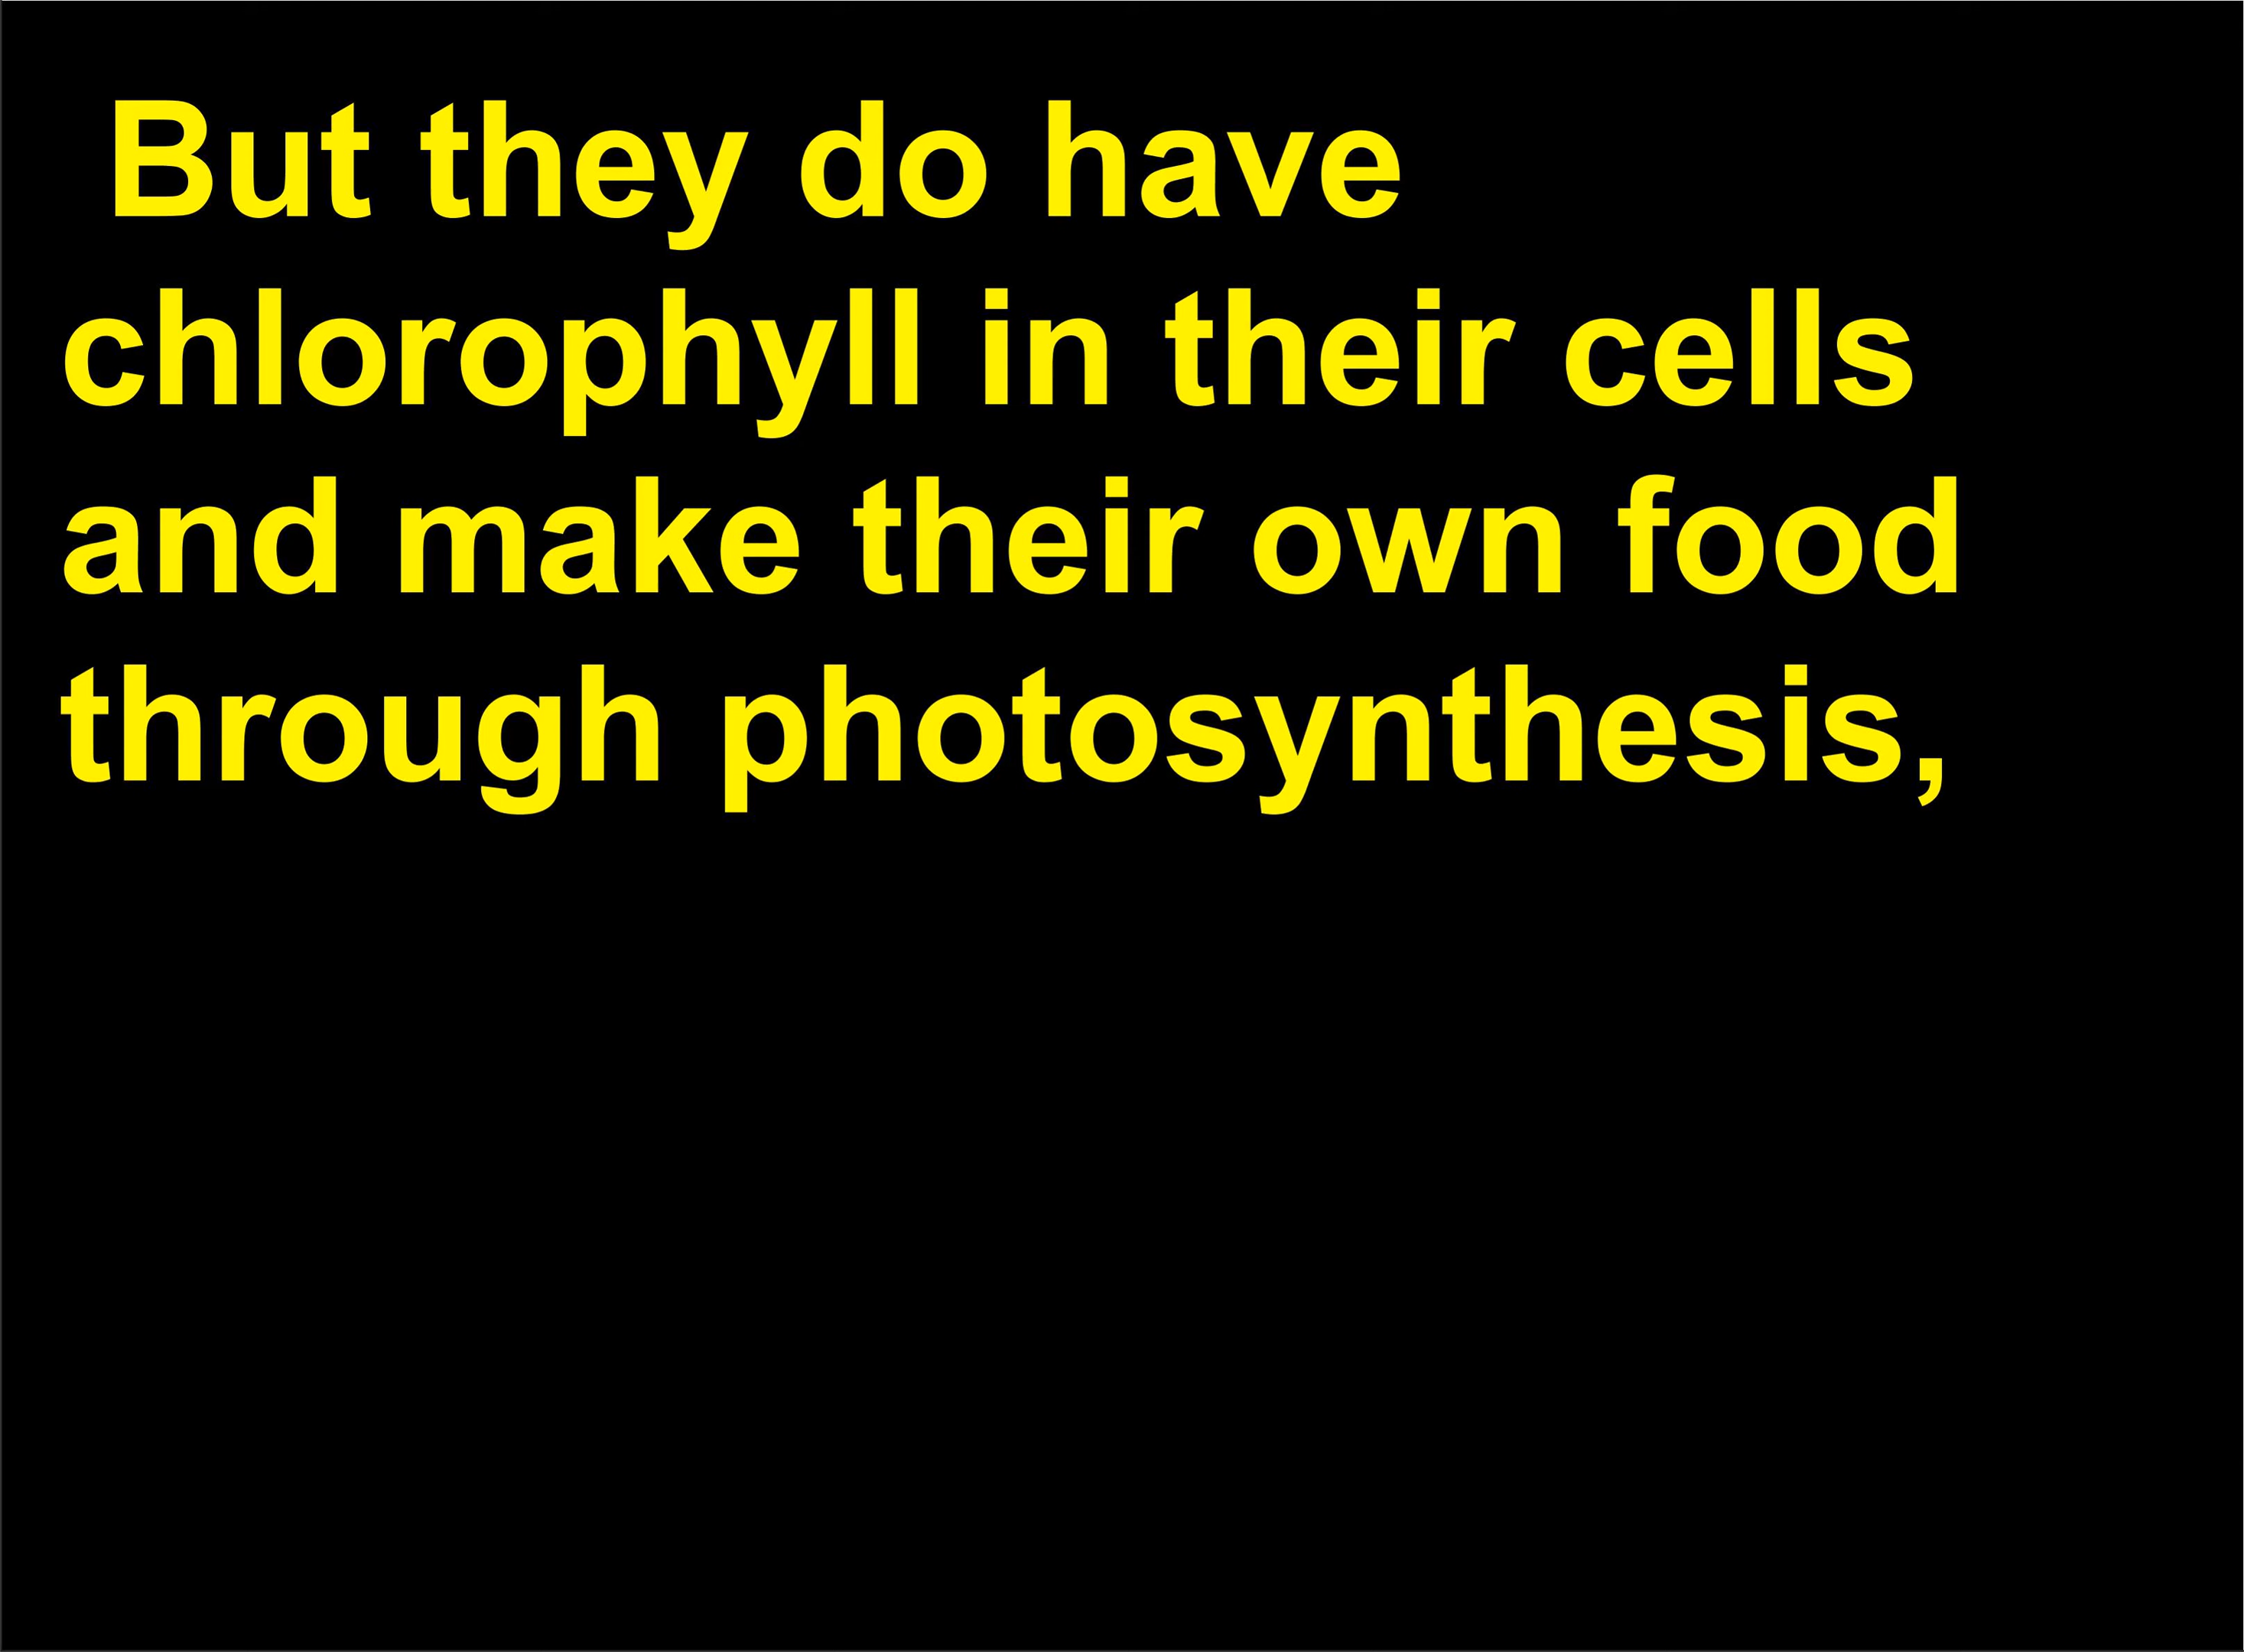 But they do have
chlorophyll in their cells
and make their own food
through photosynthesis,